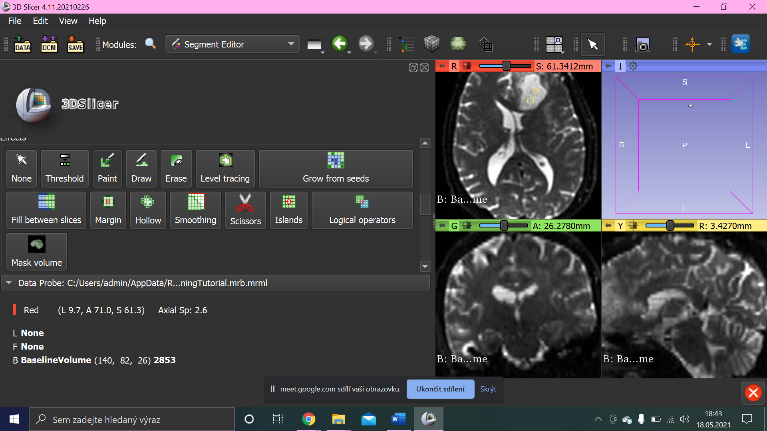 3D Slicer 4.11.20210226
File Edit View Help
DATA DCM SAVE Modules: Segment Editor
R S: 61.3412mm 1
3DSlicer
None Threshold Paint Draw Erase Level tracing Grow from seeds
Fill between slices Margin Hollow Smoothing Scissors Islands Logical operators
Mask volume
Data Probe: C:/Users/admin/AppData/R...ningTutorial.mrb.mrml
Red (L 9.7, A 71.0, S 61.3) Axial Sp: 2.6
L None
F None
B BaselineVolume (140, 82, 26) 2853
B: Ba...me
S
R P L
I
G A: 26.2780mm Y R: 3.4270mm
B: Ba...me B: Ba...me
meet.google.com sdílí vaši obrazovku. Ukončit sdílení Skrýt
Sem zadejte hledaný výraz
18:43
18.05.2021